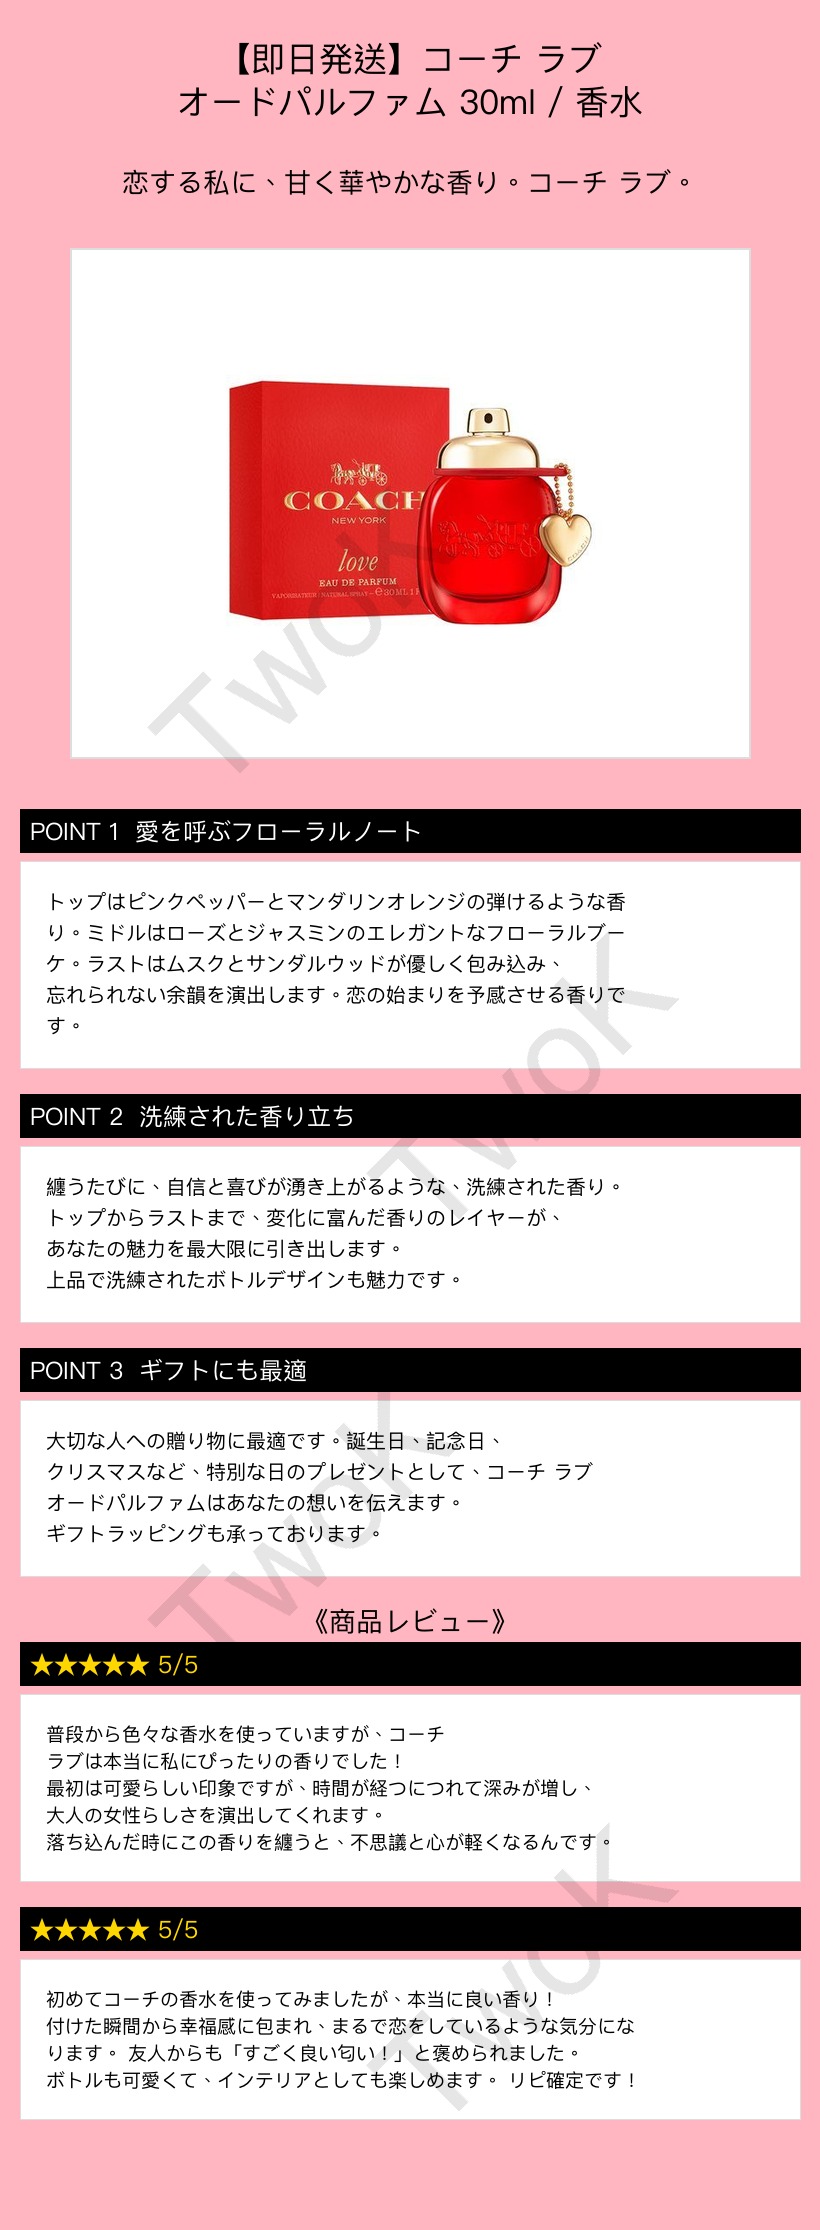 【即日発送】コーチ ラブ
オードパルファム 30ml / 香水
恋する私に、甘く華やかな香り。コーチ ラブ。
COACH
NEW YORK
love
EAU DE PARFUM
VAPORISATEUR / NATURAL SPRAY - ℮30ML 1 F
COACH
TwoK
POINT 1 愛を呼ぶフローラルノート
トップはピンクペッパーとマンダリンオレンジの弾けるような香
り。ミドルはローズとジャスミンのエレガントなフローラルブー
ケ。ラストはムスクとサンダルウッドが優しく包み込み、
忘れられない余韻を演出します。恋の始まりを予感させる香りで
す。
TwoK
POINT 2 洗練された香り立ち
纏うたびに、自信と喜びが湧き上がるような、洗練された香り。
トップからラストまで、変化に富んだ香りのレイヤーが、
あなたの魅力を最大限に引き出します。
上品で洗練されたボトルデザインも魅力です。
POINT 3 ギフトにも最適
大切な人への贈り物に最適です。誕生日、記念日、
クリスマスなど、特別な日のプレゼントとして、コーチ ラブ
オードパルファムはあなたの想いを伝えます。
ギフトラッピングも承っております。
TwoK
《商品レビュー》
★★★★★ 5/5
普段から色々な香水を使っていますが、コーチ
ラブは本当に私にぴったりの香りでした！
最初は可愛らしい印象ですが、時間が経つにつれて深みが増し、
大人の女性らしさを演出してくれます。
落ち込んだ時にこの香りを纏うと、不思議と心が軽くなるんです。
★★★★★ 5/5
初めてコーチの香水を使ってみましたが、本当に良い香り！
付けた瞬間から幸福感に包まれ、まるで恋をしているような気分にな
ります。 友人からも「すごく良い匂い！」と褒められました。
ボトルも可愛くて、インテリアとしても楽しめます。 リピ確定です！
TwoK